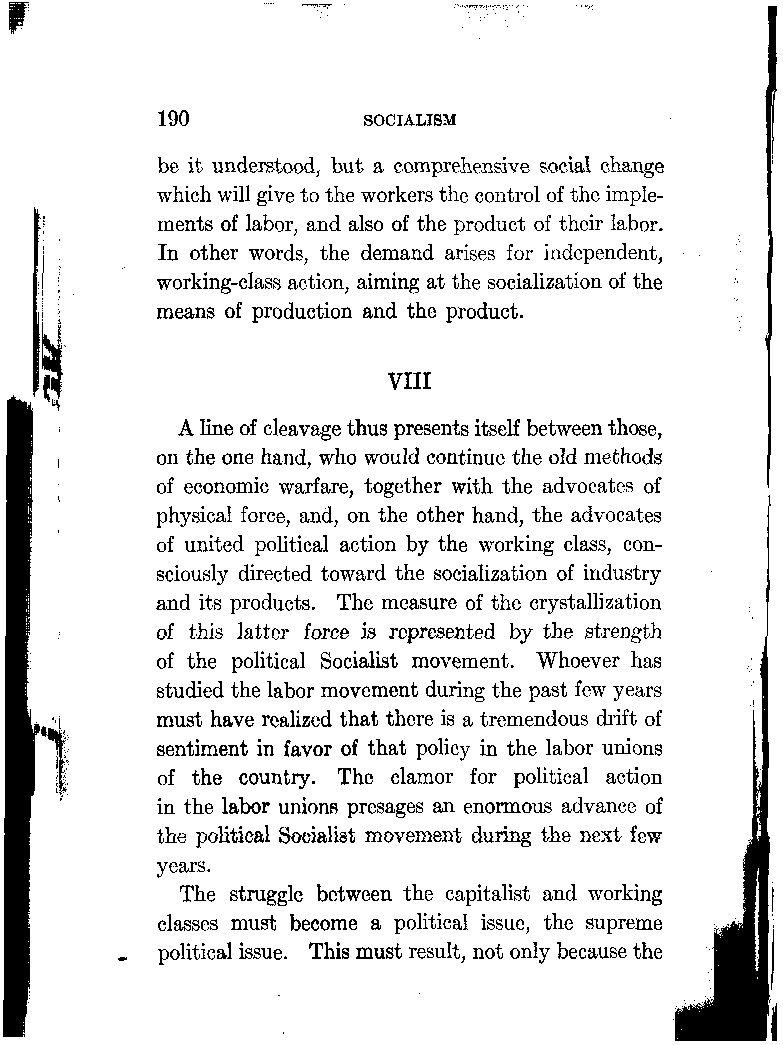 190 SOCIALISM
be it understood, but a comprehensive social change
which will give to the workers the control of the imple-
ments of labor, and also of the product of their labor.
In other words, the demand arises for independent,
working-class action, aiming at the socialization of the
means of production and the product.
VIII
A line of cleavage thus presents itself between those,
on the one hand, who would continue the old methods
of economic warfare, together with the advocates of
physical force, and, on the other hand, the advocates
of united political action by the working class, con-
sciously directed toward the socialization of industry
and its products. The measure of the crystallization
of this latter force is represented by the strength
of the political Socialist movement. Whoever has
studied the labor movement during the past few years
must have realized that there is a tremendous drift of
sentiment in favor of that policy in the labor unions
of the country. The clamor for political action
in the labor unions presages an enormous advance of
the political Socialist movement during the next few
years.
The struggle between the capitalist and working
classes must become a political issue, the supreme
political issue. This must result, not only because the